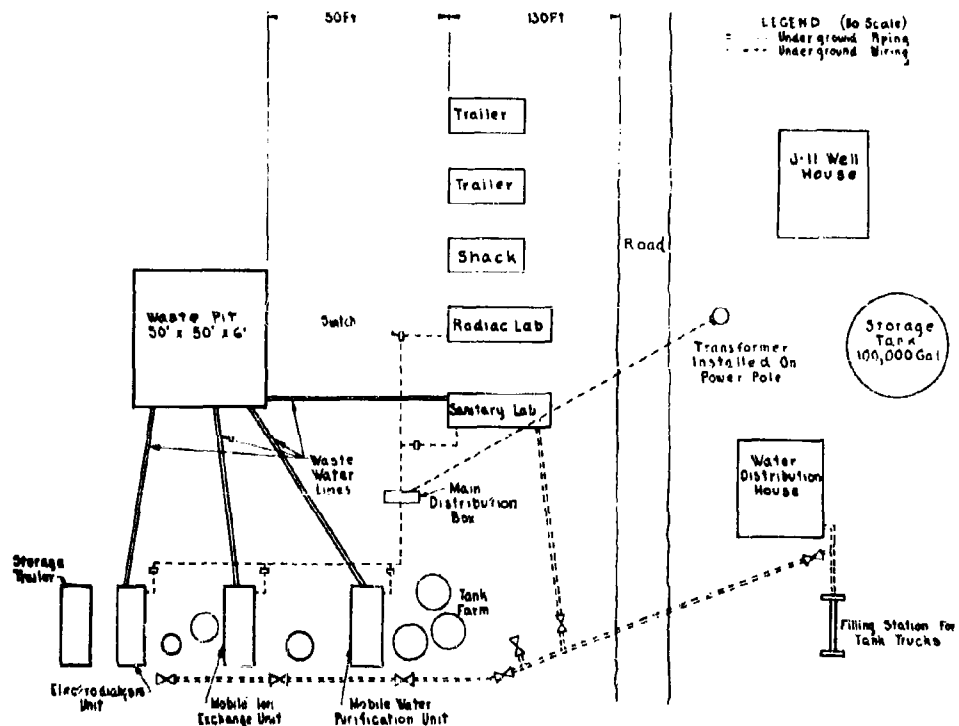 50Ft
130Ft
LEGEND (No Scale)
Underground Piping
Underground Wiring
Trailer
Trailer
Shack
Radiac Lab
Sanitary Lab
J-11 Well
House
Road
Waste Pit
50' x 50' x 6'
Switch
Storage
Tank
100,000 Gal
Transformer
Installed On
Power Pole
Waste
Water
Lines
Main
Distribution
Box
Water
Distribution
House
Storage
Trailer
Tank
Farm
Filling Station For
Tank Trucks
Electrodialysis
Unit
Mobile Ion
Exchange Unit
Mobile Water
Purification Unit